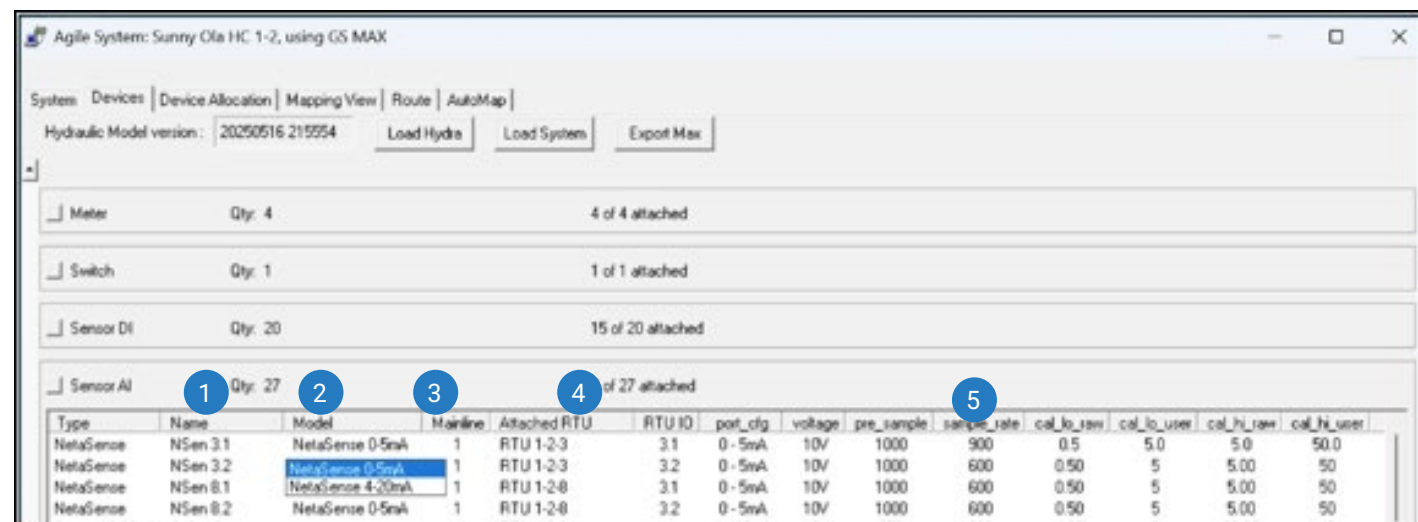 Agile System: Sunny Ola HC 1-2, using GS MAX
System Devices Device Allocation Mapping View Route AutoMap
Hydraulic Model version: 20250516 215554 Load Hydra Load System Export Max
Meter Qty: 4 4 of 4 attached
Switch Qty: 1 1 of 1 attached
Sensor DI Qty: 20 15 of 20 attached
Sensor AI 1 Qty: 27 2 3 4 of 27 attached 5
Type Name Model Mainline Attached RTU RTU IO port_cfg voltage pre_sample sample_rate cal_lo_raw cal_lo_user cal_hi_raw cal_hi_user
NetaSense NSen 3.1 NetaSense 0-5mA 1 RTU 1-2-3 3.1 0 - 5mA 10V 1000 900 0.5 5.0 5.0 50.0
NetaSense NSen 3.2 NetaSense 0-5mA 1 RTU 1-2-3 3.2 0 - 5mA 10V 1000 600 0.50 5 5.00 50
NetaSense NSen 8.1 NetaSense 4-20mA 1 RTU 1-2-8 3.1 0 - 5mA 10V 1000 600 0.50 5 5.00 50
NetaSense NSen 8.2 NetaSense 0-5mA 1 RTU 1-2-8 3.2 0 - 5mA 10V 1000 600 0.50 5 5.00 50